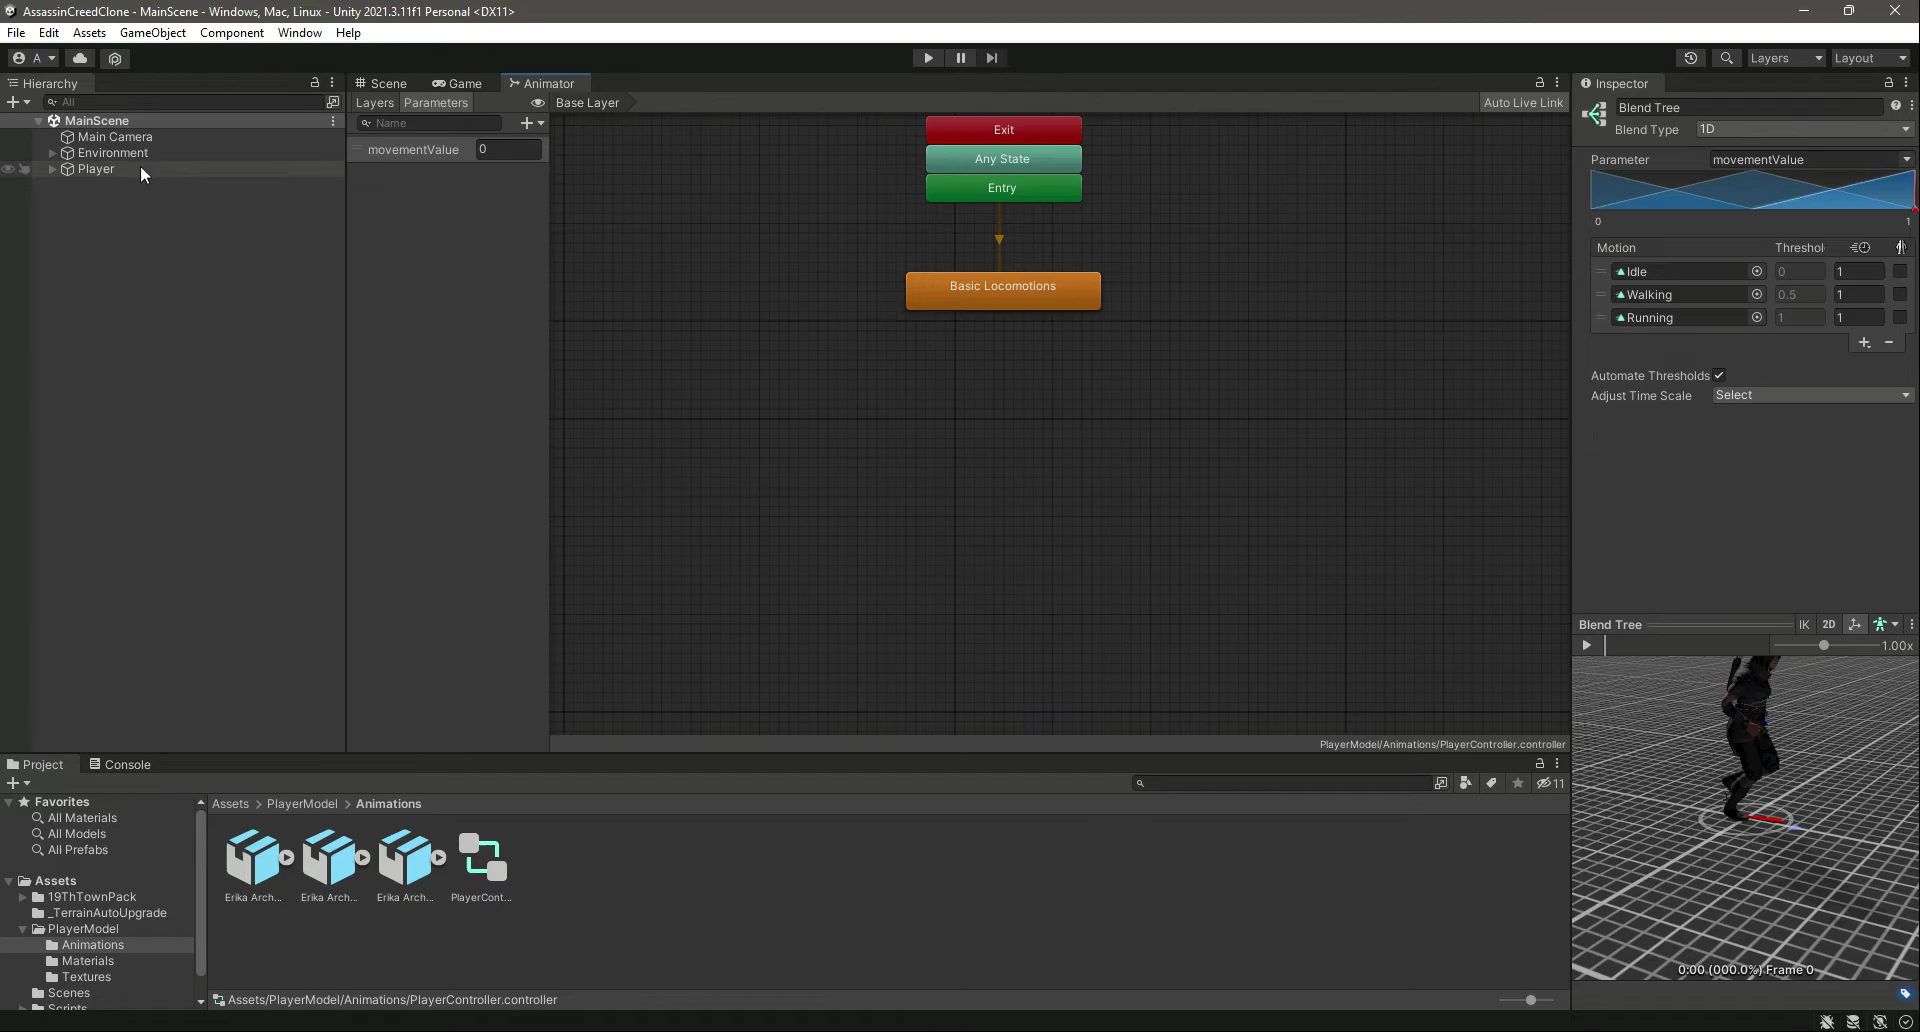 AssassinCreedClone - MainScene - Windows, Mac, Linux - Unity 2021.3.11f1 Personal <DX11>
File Edit Assets GameObject Component Window Help
A Layers Layout
Hierarchy Scene Game Animator Inspector
All Layers Parameters Base Layer Auto Live Link Blend Tree
MainScene Name Blend Type 1D
Main Camera
movementValue 0
Environment
Player
Exit
Any State
Entry
Basic Locomotions
Parameter movementValue
0 1
Motion Threshol
Idle 0 1
Walking 0.5 1
Running 1 1
Automate Thresholds
Adjust Time Scale Select
Blend Tree IK 2D
1.00x
0:00 (000.0%) Frame 0
PlayerModel/Animations/PlayerController.controller
Project Console
11
Favorites Assets > PlayerModel > Animations
All Materials
All Models
All Prefabs
Assets
19ThTownPack
_TerrainAutoUpgrade
PlayerModel
Animations
Materials
Textures
Scenes
Scripts
Erika Arch... Erika Arch... Erika Arch... PlayerCont...
Assets/PlayerModel/Animations/PlayerController.controller